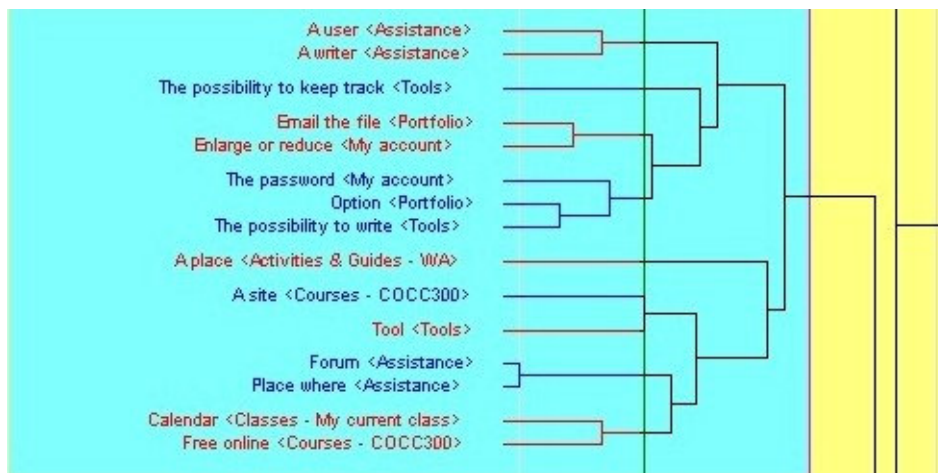 A user <Assistance>
A writer <Assistance>
The possibility to keep track <Tools>
Email the file <Portfolio>
Enlarge or reduce <My account>
The password <My account>
Option <Portfolio>
The possibility to write <Tools>
A place <Activities & Guides - WA>
A site <Courses - COCC300>
Tool <Tools>
Forum <Assistance>
Place where <Assistance>
Calendar <Classes - My current class>
Free online <Courses - COCC300>